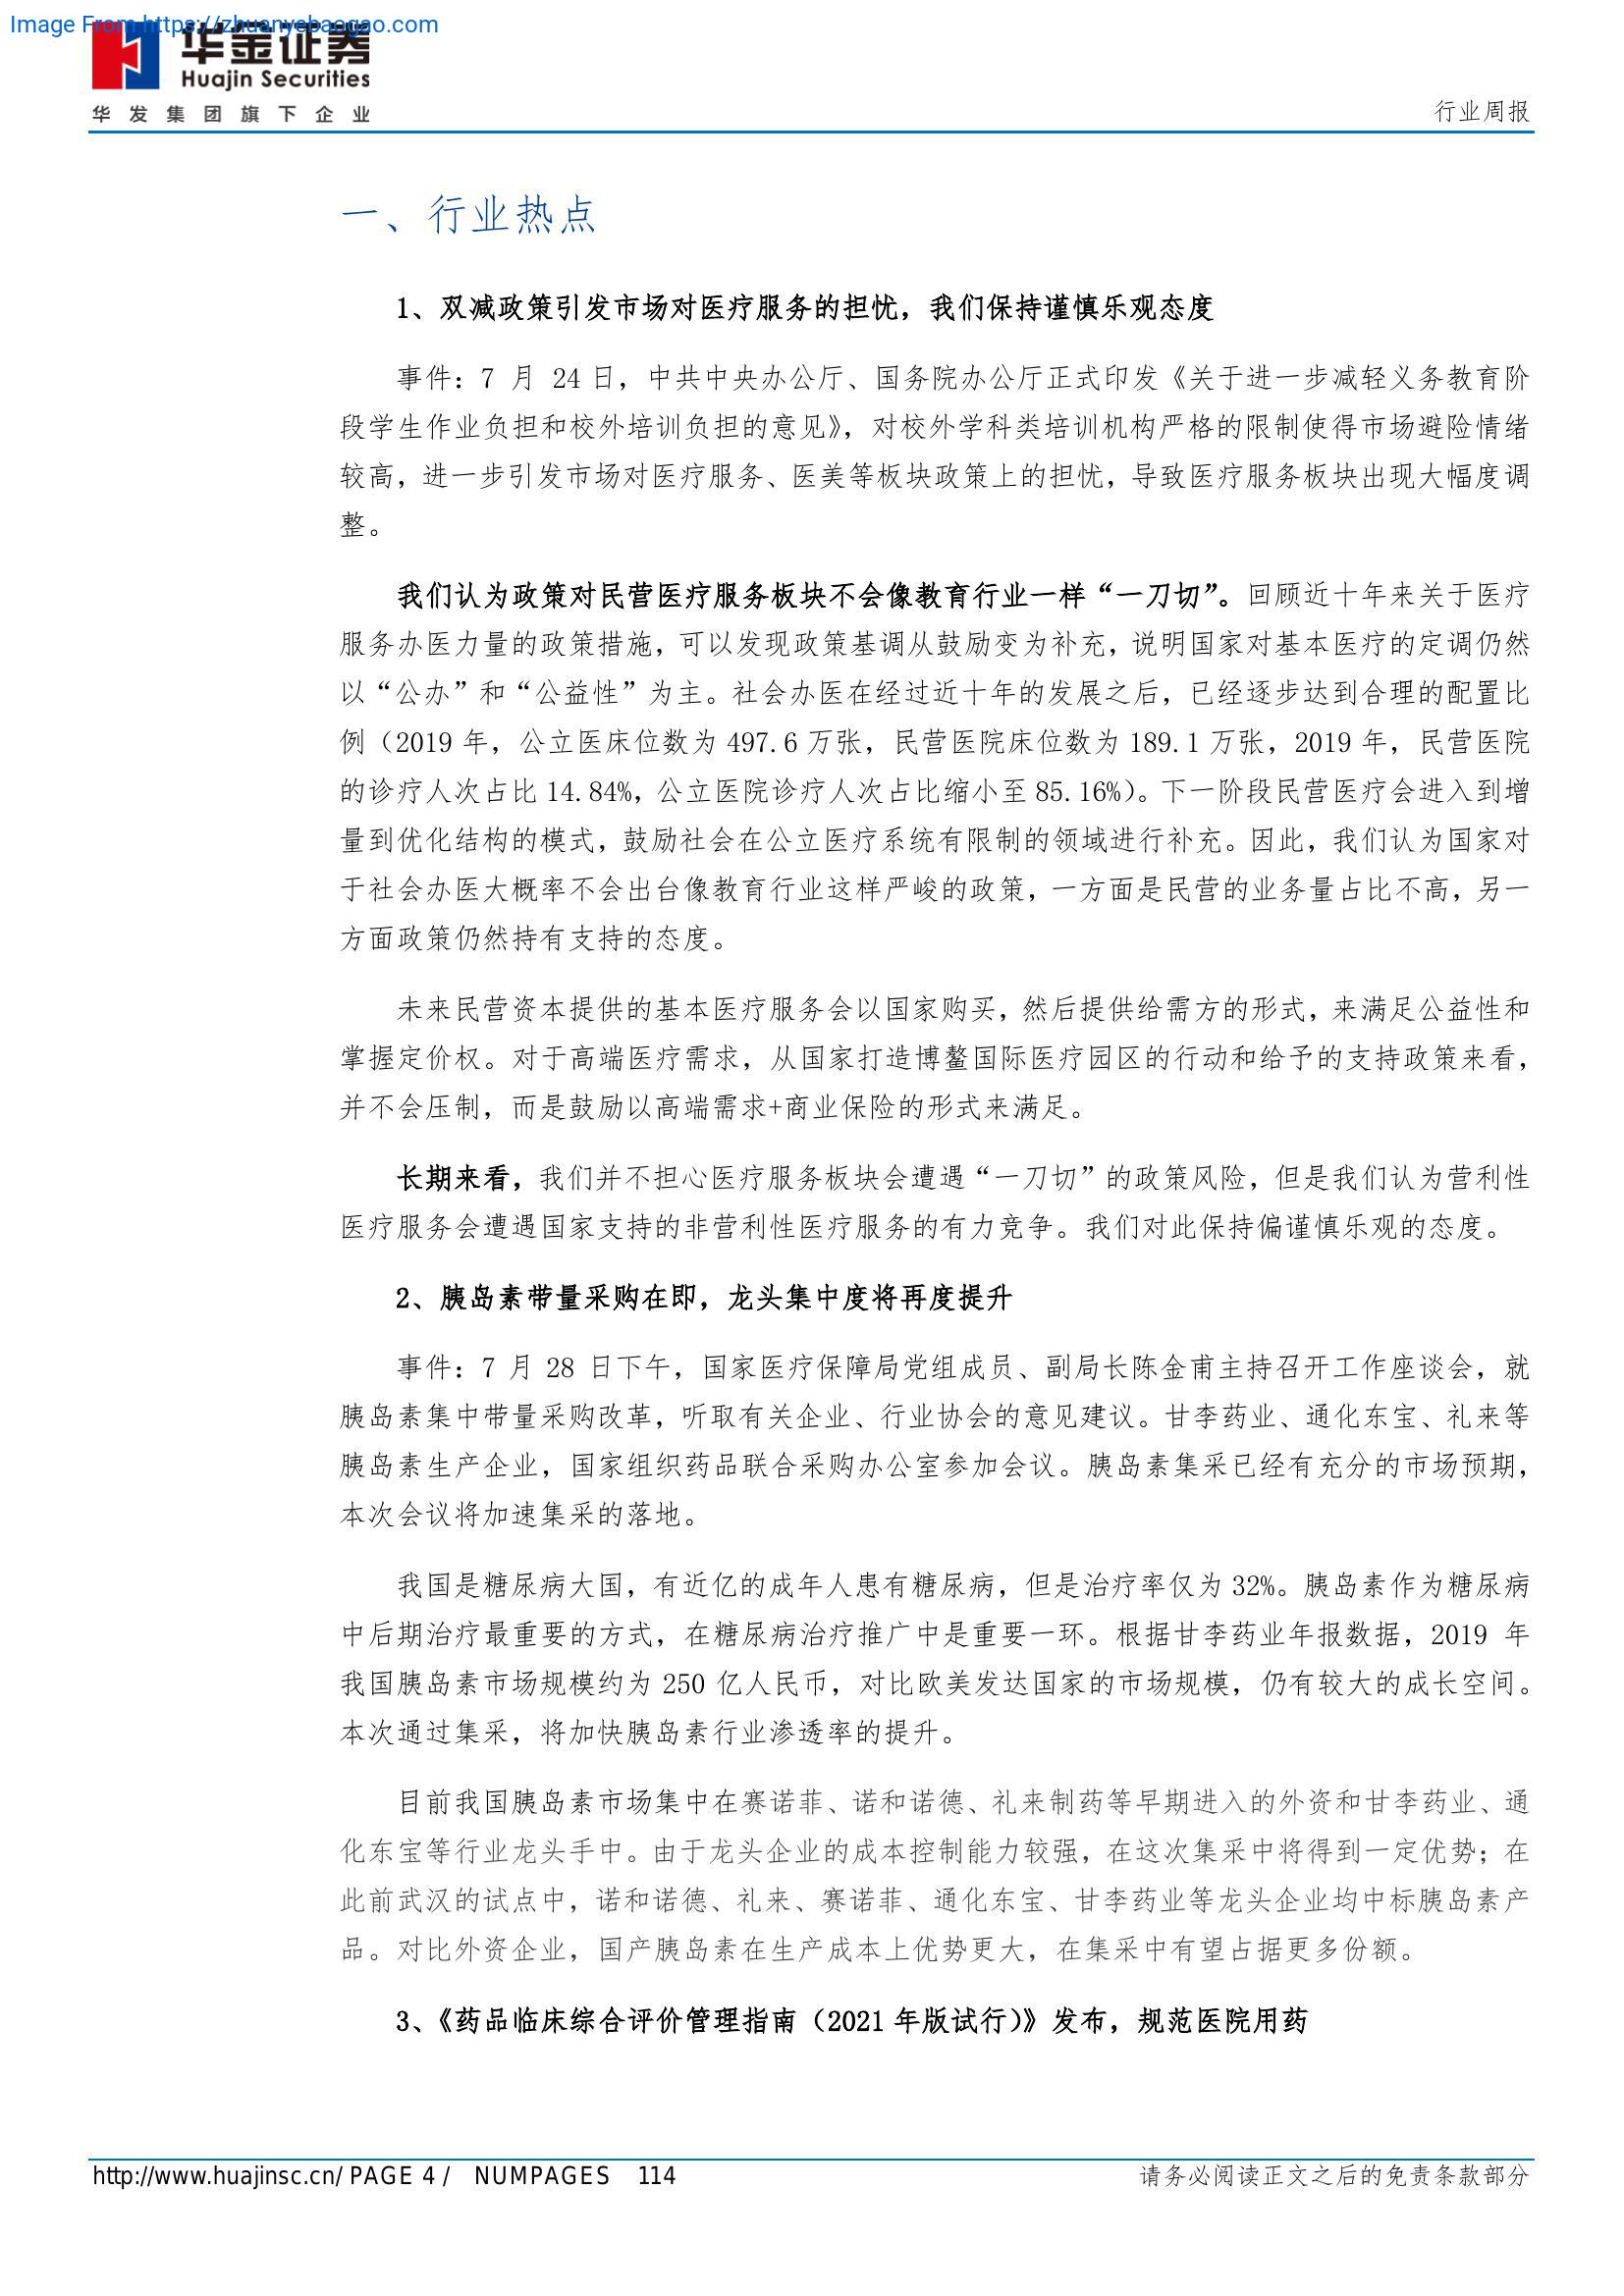 Image From https://zhuanyebaogao.com
华金证券
Huajin Securities
华发集团旗下企业
行业周报
一、行业热点
1、双减政策引发市场对医疗服务的担忧，我们保持谨慎乐观态度
事件：7 月 24 日，中共中央办公厅、国务院办公厅正式印发《关于进一步减轻义务教育阶
段学生作业负担和校外培训负担的意见》，对校外学科类培训机构严格的限制使得市场避险情绪
较高，进一步引发市场对医疗服务、医美等板块政策上的担忧，导致医疗服务板块出现大幅度调
整。
我们认为政策对民营医疗服务板块不会像教育行业一样“一刀切”。回顾近十年来关于医疗
服务办医力量的政策措施，可以发现政策基调从鼓励变为补充，说明国家对基本医疗的定调仍然
以“公办”和“公益性”为主。社会办医在经过近十年的发展之后，已经逐步达到合理的配置比
例（2019 年，公立医床位数为 497.6 万张，民营医院床位数为 189.1 万张，2019 年，民营医院
的诊疗人次占比 14.84%，公立医院诊疗人次占比缩小至 85.16%）。下一阶段民营医疗会进入到增
量到优化结构的模式，鼓励社会在公立医疗系统有限制的领域进行补充。因此，我们认为国家对
于社会办医大概率不会出台像教育行业这样严峻的政策，一方面是民营的业务量占比不高，另一
方面政策仍然持有支持的态度。
未来民营资本提供的基本医疗服务会以国家购买，然后提供给需方的形式，来满足公益性和
掌握定价权。对于高端医疗需求，从国家打造博鳌国际医疗园区的行动和给予的支持政策来看，
并不会压制，而是鼓励以高端需求+商业保险的形式来满足。
长期来看，我们并不担心医疗服务板块会遭遇“一刀切”的政策风险，但是我们认为营利性
医疗服务会遭遇国家支持的非营利性医疗服务的有力竞争。我们对此保持偏谨慎乐观的态度。
2、胰岛素带量采购在即，龙头集中度将再度提升
事件：7 月 28 日下午，国家医疗保障局党组成员、副局长陈金甫主持召开工作座谈会，就
胰岛素集中带量采购改革，听取有关企业、行业协会的意见建议。甘李药业、通化东宝、礼来等
胰岛素生产企业，国家组织药品联合采购办公室参加会议。胰岛素集采已经有充分的市场预期，
本次会议将加速集采的落地。
我国是糖尿病大国，有近亿的成年人患有糖尿病，但是治疗率仅为 32%。胰岛素作为糖尿病
中后期治疗最重要的方式，在糖尿病治疗推广中是重要一环。根据甘李药业年报数据，2019 年
我国胰岛素市场规模约为 250 亿人民币，对比欧美发达国家的市场规模，仍有较大的成长空间。
本次通过集采，将加快胰岛素行业渗透率的提升。
目前我国胰岛素市场集中在赛诺菲、诺和诺德、礼来制药等早期进入的外资和甘李药业、通
化东宝等行业龙头手中。由于龙头企业的成本控制能力较强，在这次集采中将得到一定优势；在
此前武汉的试点中，诺和诺德、礼来、赛诺菲、通化东宝、甘李药业等龙头企业均中标胰岛素产
品。对比外资企业，国产胰岛素在生产成本上优势更大，在集采中有望占据更多份额。
3、《药品临床综合评价管理指南（2021 年版试行）》发布，规范医院用药
http://www.huajinsc.cn/ PAGE 4 / NUMPAGES 114
请务必阅读正文之后的免责条款部分